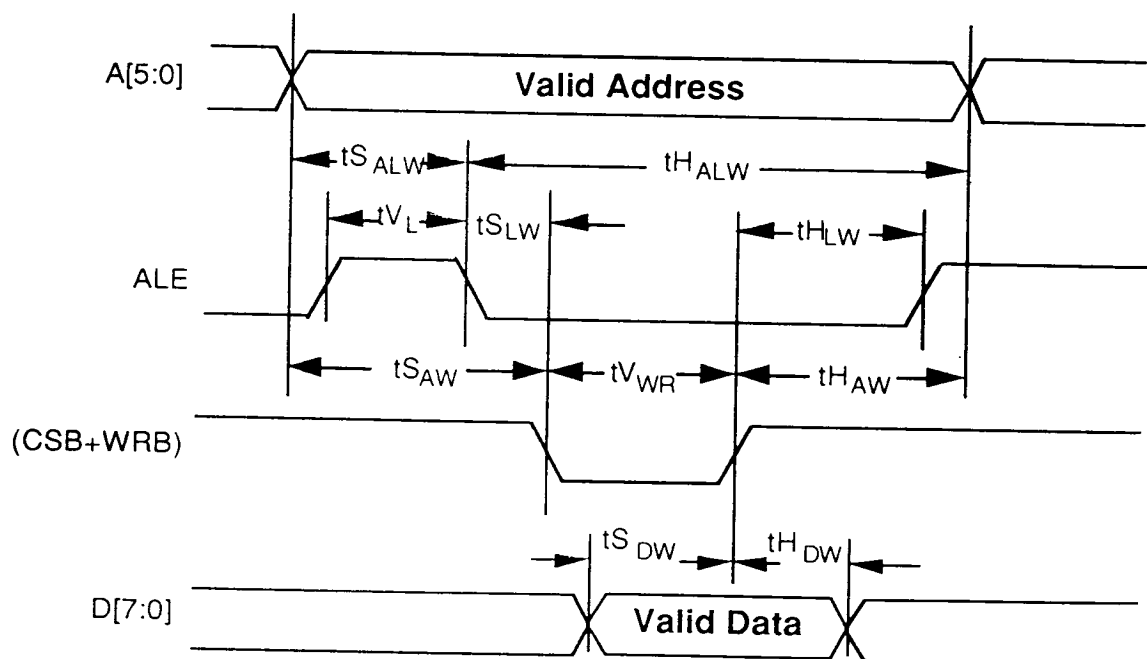 A[5:0]
Valid Address
tS ALW
tH ALW
tV L
tS LW
tH LW
ALE
tS AW
tV WR
tH AW
(CSB+WRB)
tS DW
tH DW
D[7:0]
Valid Data